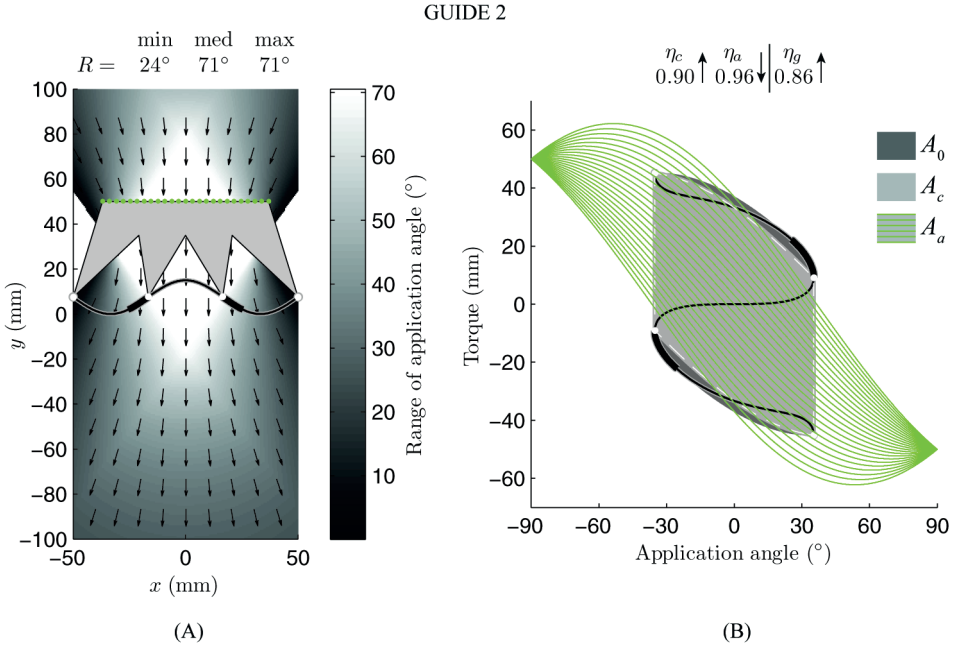 GUIDE 2
min med max
R = 24° 71° 71°
100
80
60
40
20
0
−20
−40
−60
−80
−100
y (mm)
−50 0 50
x (mm)
70
60
50
40
30
20
10
Range of application angle (°)
(A)
η_c η_a η_g
0.90 ↑ 0.96 ↓ 0.86 ↑
60
40
20
0
−20
−40
−60
Torque (mm)
A_0
A_c
A_a
−90 −60 −30 0 30 60 90
Application angle (°)
(B)